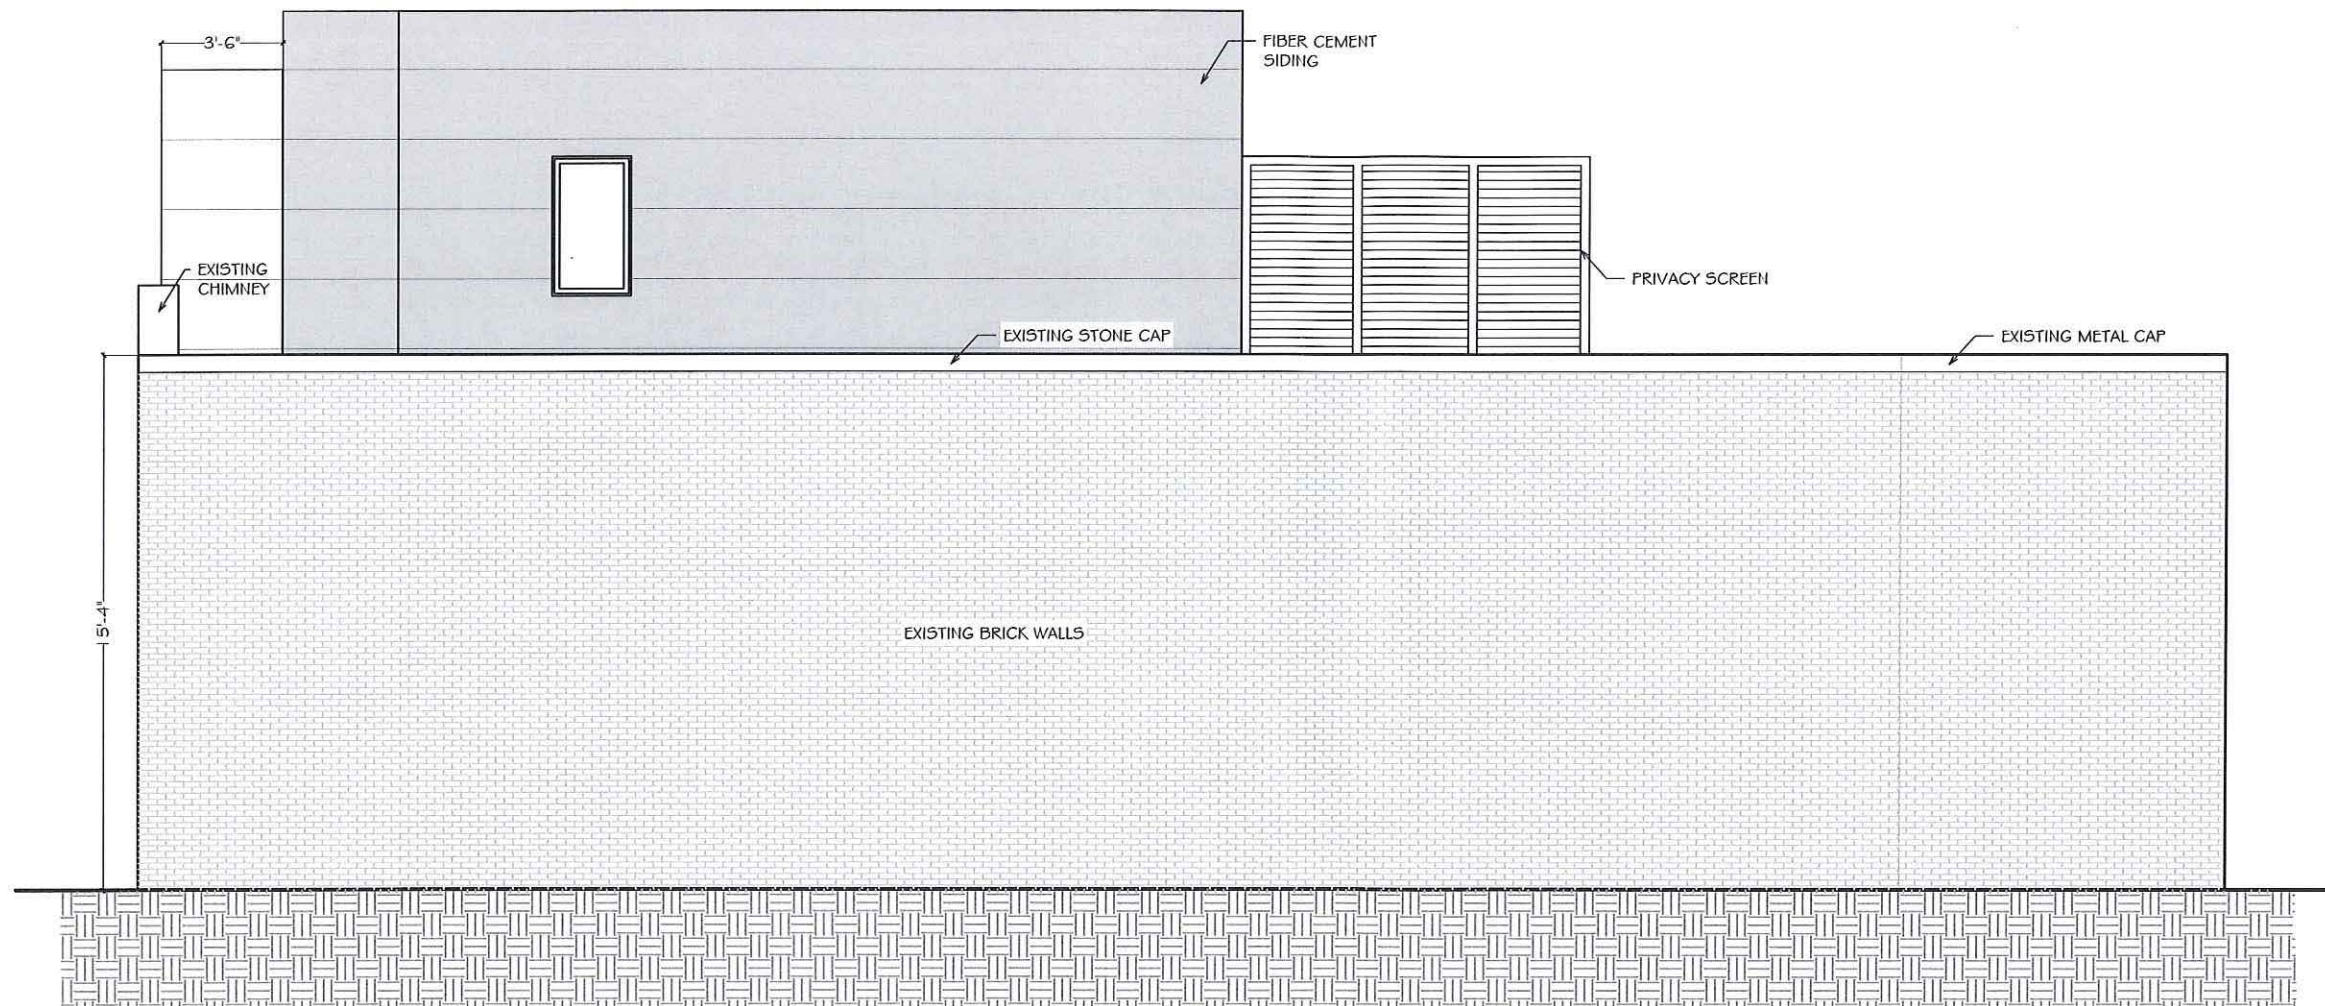 3'-6"
FIBER CEMENT
SIDING
EXISTING
CHIMNEY
PRIVACY SCREEN
EXISTING STONE CAP
EXISTING METAL CAP
15'-4"
EXISTING BRICK WALLS